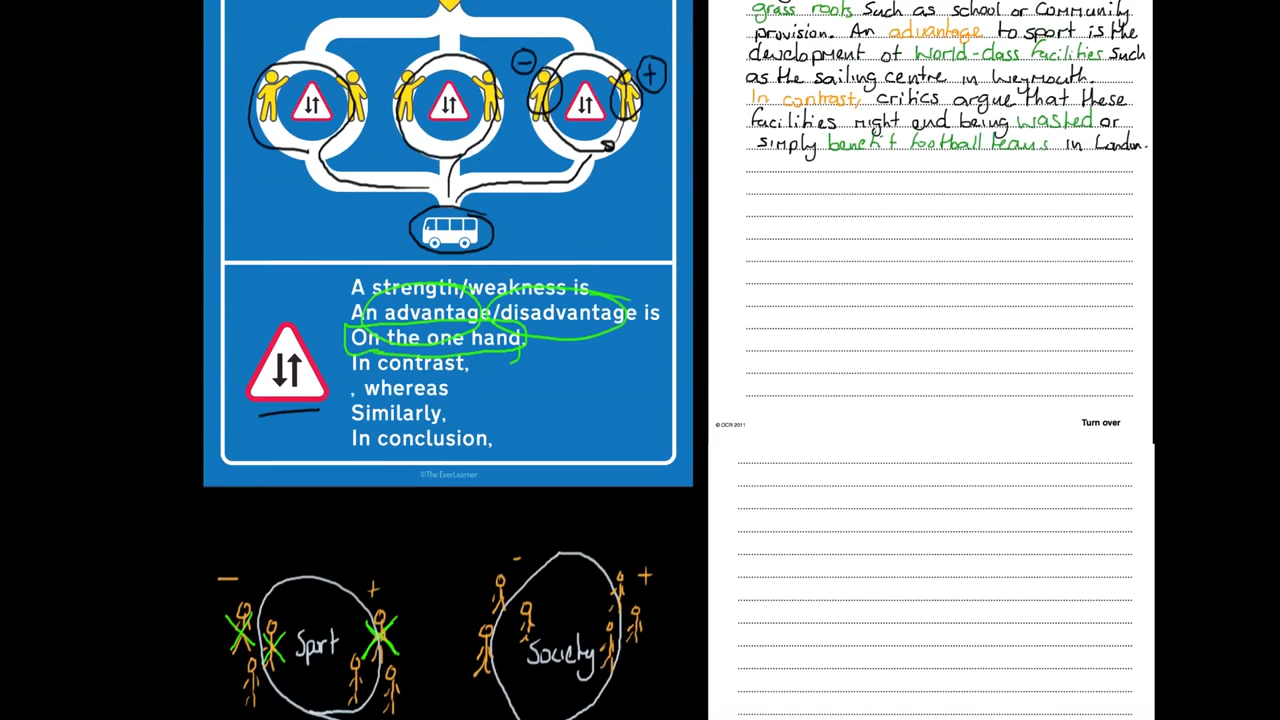 A strength/weakness is
An advantage/disadvantage is
On the one hand,
In contrast,
, whereas
Similarly,
In conclusion,
©The EverLearner
-
+
-
+
Sport
-
+
Society
grass roots such as school or community
provision. An advantage to sport is the
development of world-class facilities such
as the sailing centre in Weymouth.
In contrast, critics argue that these
facilities might end being wasted or
simply benefit football teams in London.
© OCR 2011
Turn over